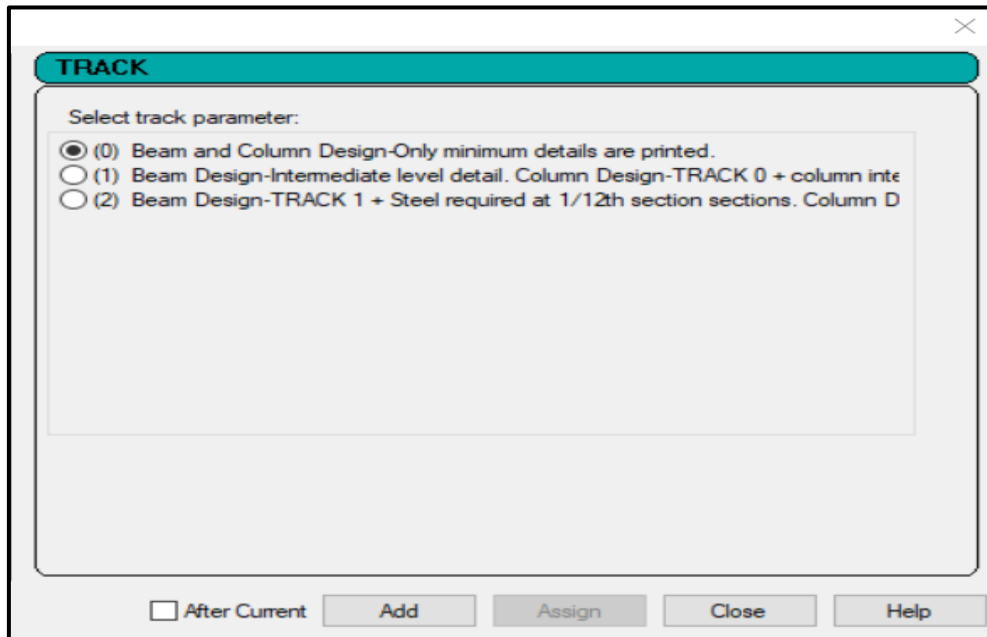 TRACK
Select track parameter:
(0) Beam and Column Design-Only minimum details are printed.
(1) Beam Design-Intermediate level detail. Column Design-TRACK 0 + column inte
(2) Beam Design-TRACK 1 + Steel required at 1/12th section sections. Column D
After Current Add Assign Close Help